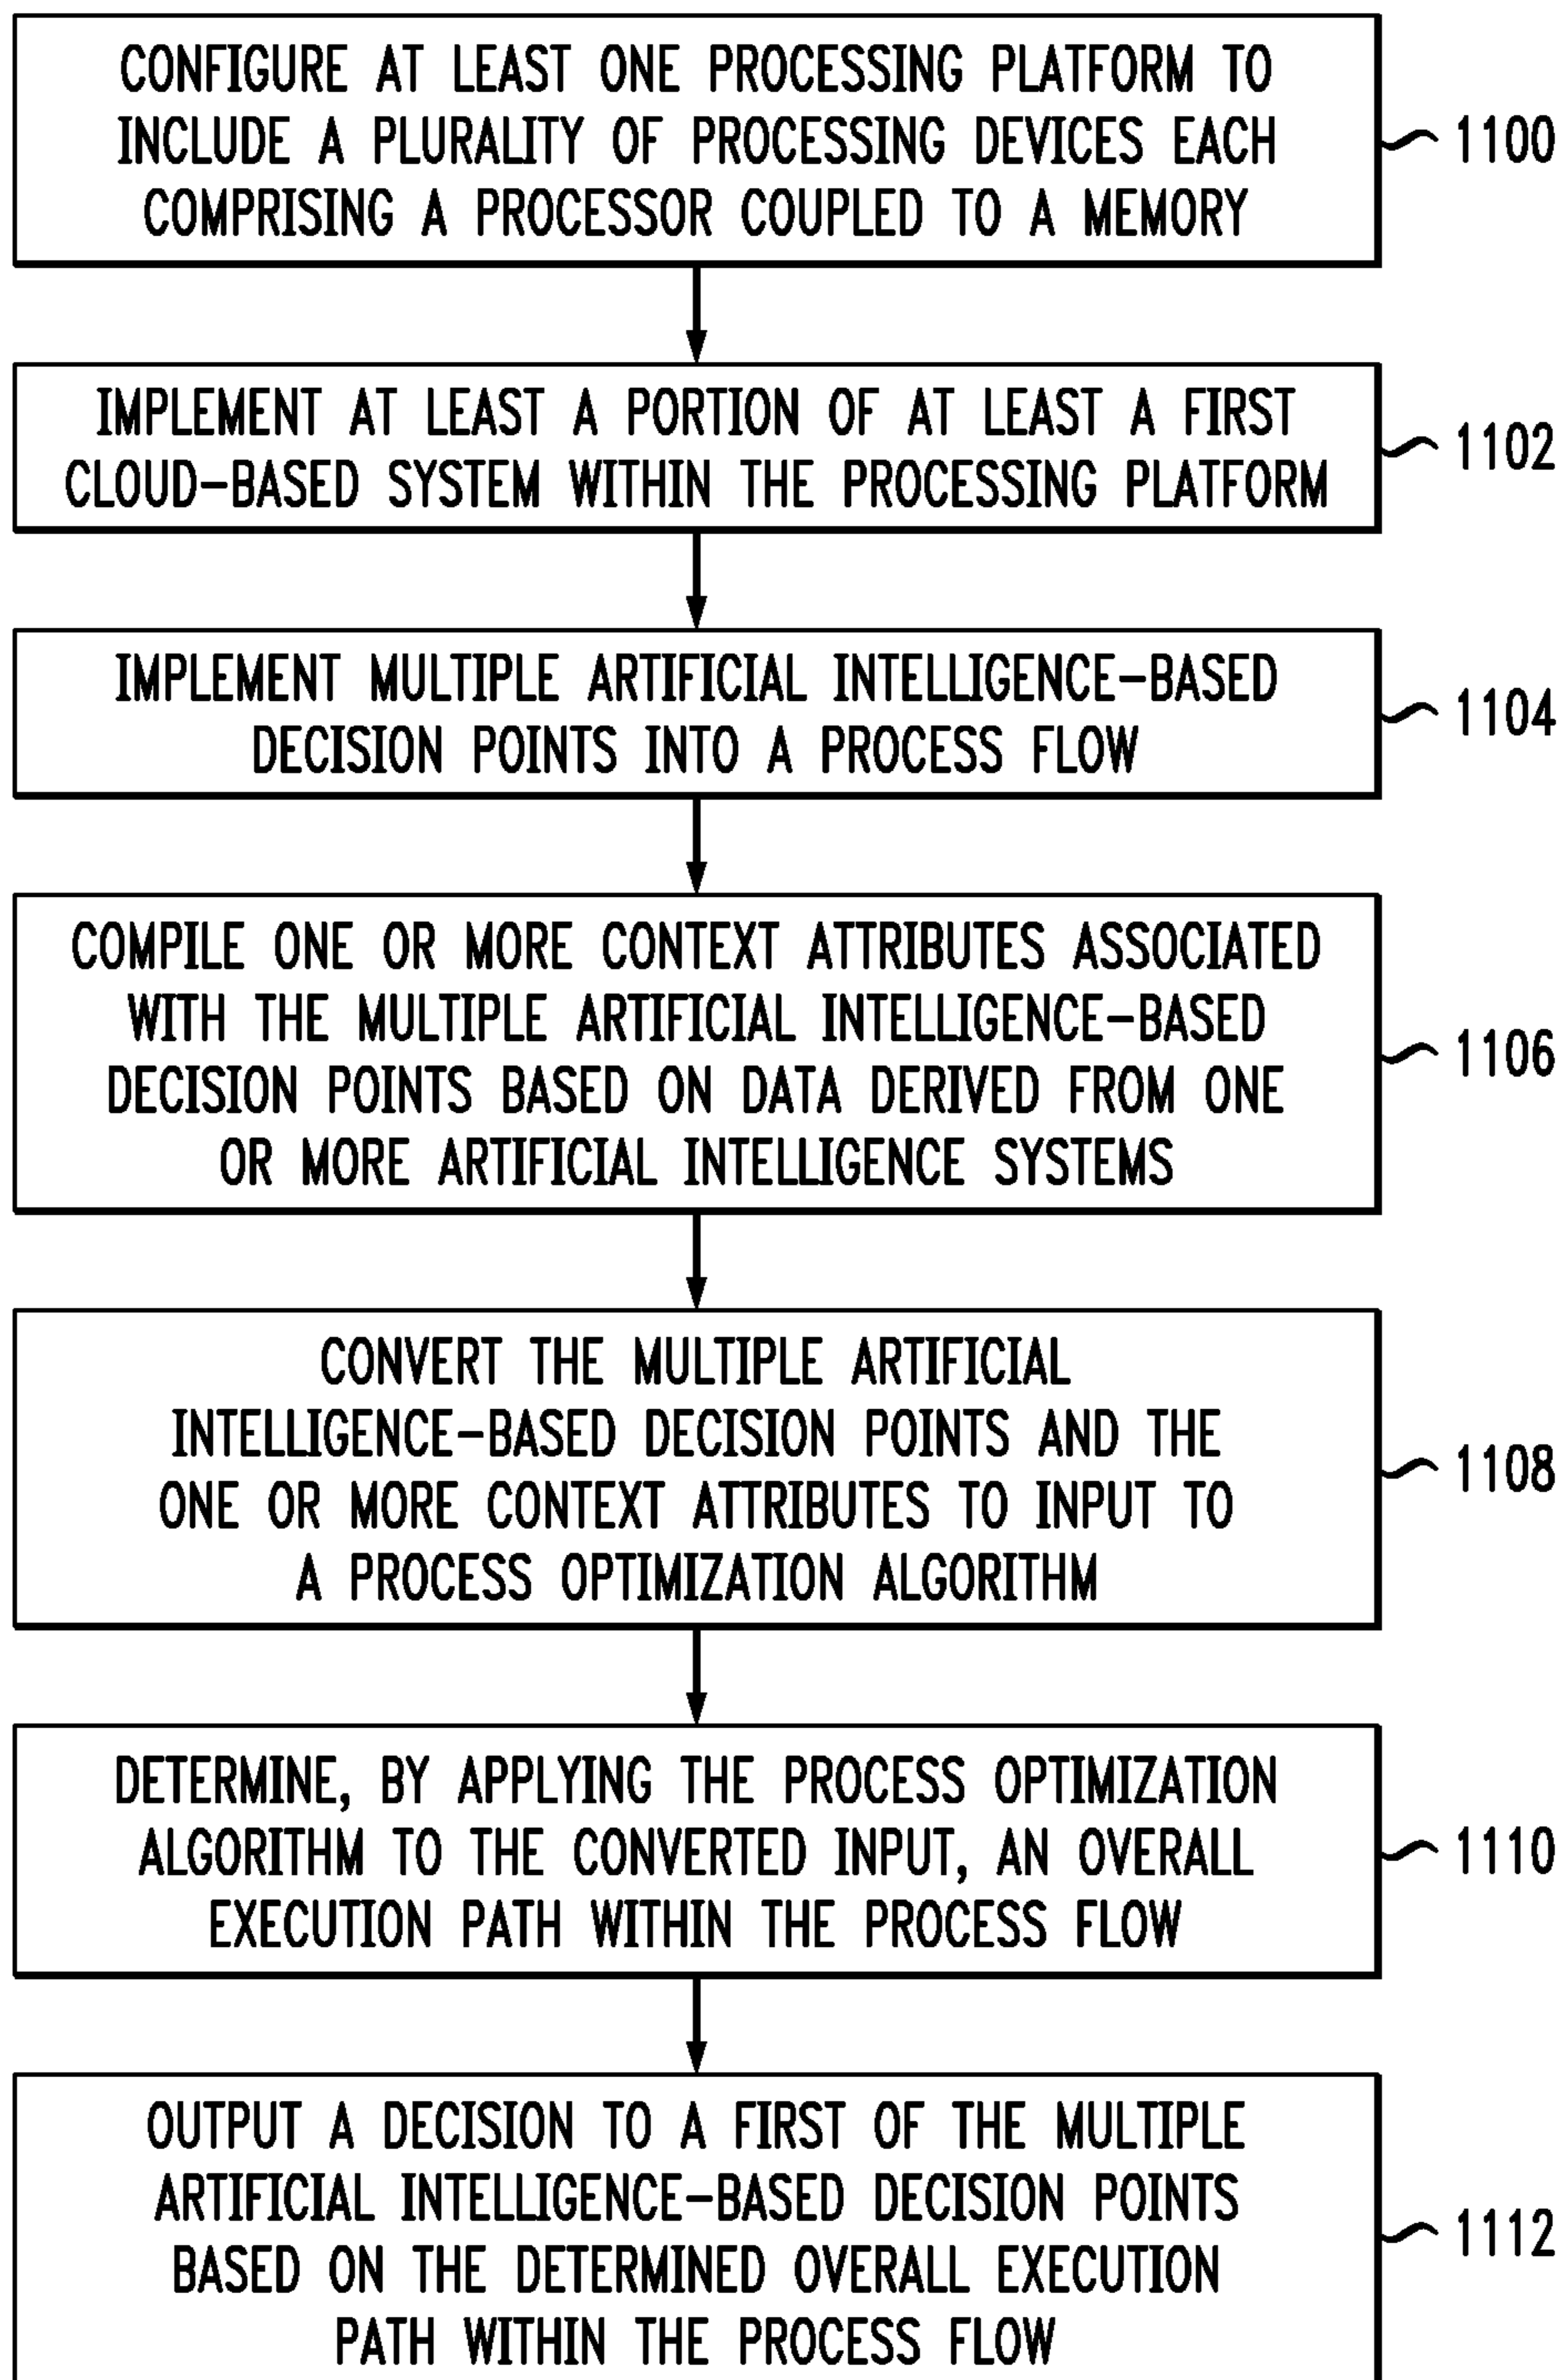 CONFIGURE AT LEAST ONE PROCESSING PLATFORM TO
INCLUDE A PLURALITY OF PROCESSING DEVICES EACH
COMPRISING A PROCESSOR COUPLED TO A MEMORY
1100
IMPLEMENT AT LEAST A PORTION OF AT LEAST A FIRST
CLOUD-BASED SYSTEM WITHIN THE PROCESSING PLATFORM
1102
IMPLEMENT MULTIPLE ARTIFICIAL INTELLIGENCE-BASED
DECISION POINTS INTO A PROCESS FLOW
1104
COMPILE ONE OR MORE CONTEXT ATTRIBUTES ASSOCIATED
WITH THE MULTIPLE ARTIFICIAL INTELLIGENCE-BASED
DECISION POINTS BASED ON DATA DERIVED FROM ONE
OR MORE ARTIFICIAL INTELLIGENCE SYSTEMS
1106
CONVERT THE MULTIPLE ARTIFICIAL
INTELLIGENCE-BASED DECISION POINTS AND THE
ONE OR MORE CONTEXT ATTRIBUTES TO INPUT TO
A PROCESS OPTIMIZATION ALGORITHM
1108
DETERMINE, BY APPLYING THE PROCESS OPTIMIZATION
ALGORITHM TO THE CONVERTED INPUT, AN OVERALL
EXECUTION PATH WITHIN THE PROCESS FLOW
1110
OUTPUT A DECISION TO A FIRST OF THE MULTIPLE
ARTIFICIAL INTELLIGENCE-BASED DECISION POINTS
BASED ON THE DETERMINED OVERALL EXECUTION
PATH WITHIN THE PROCESS FLOW
1112